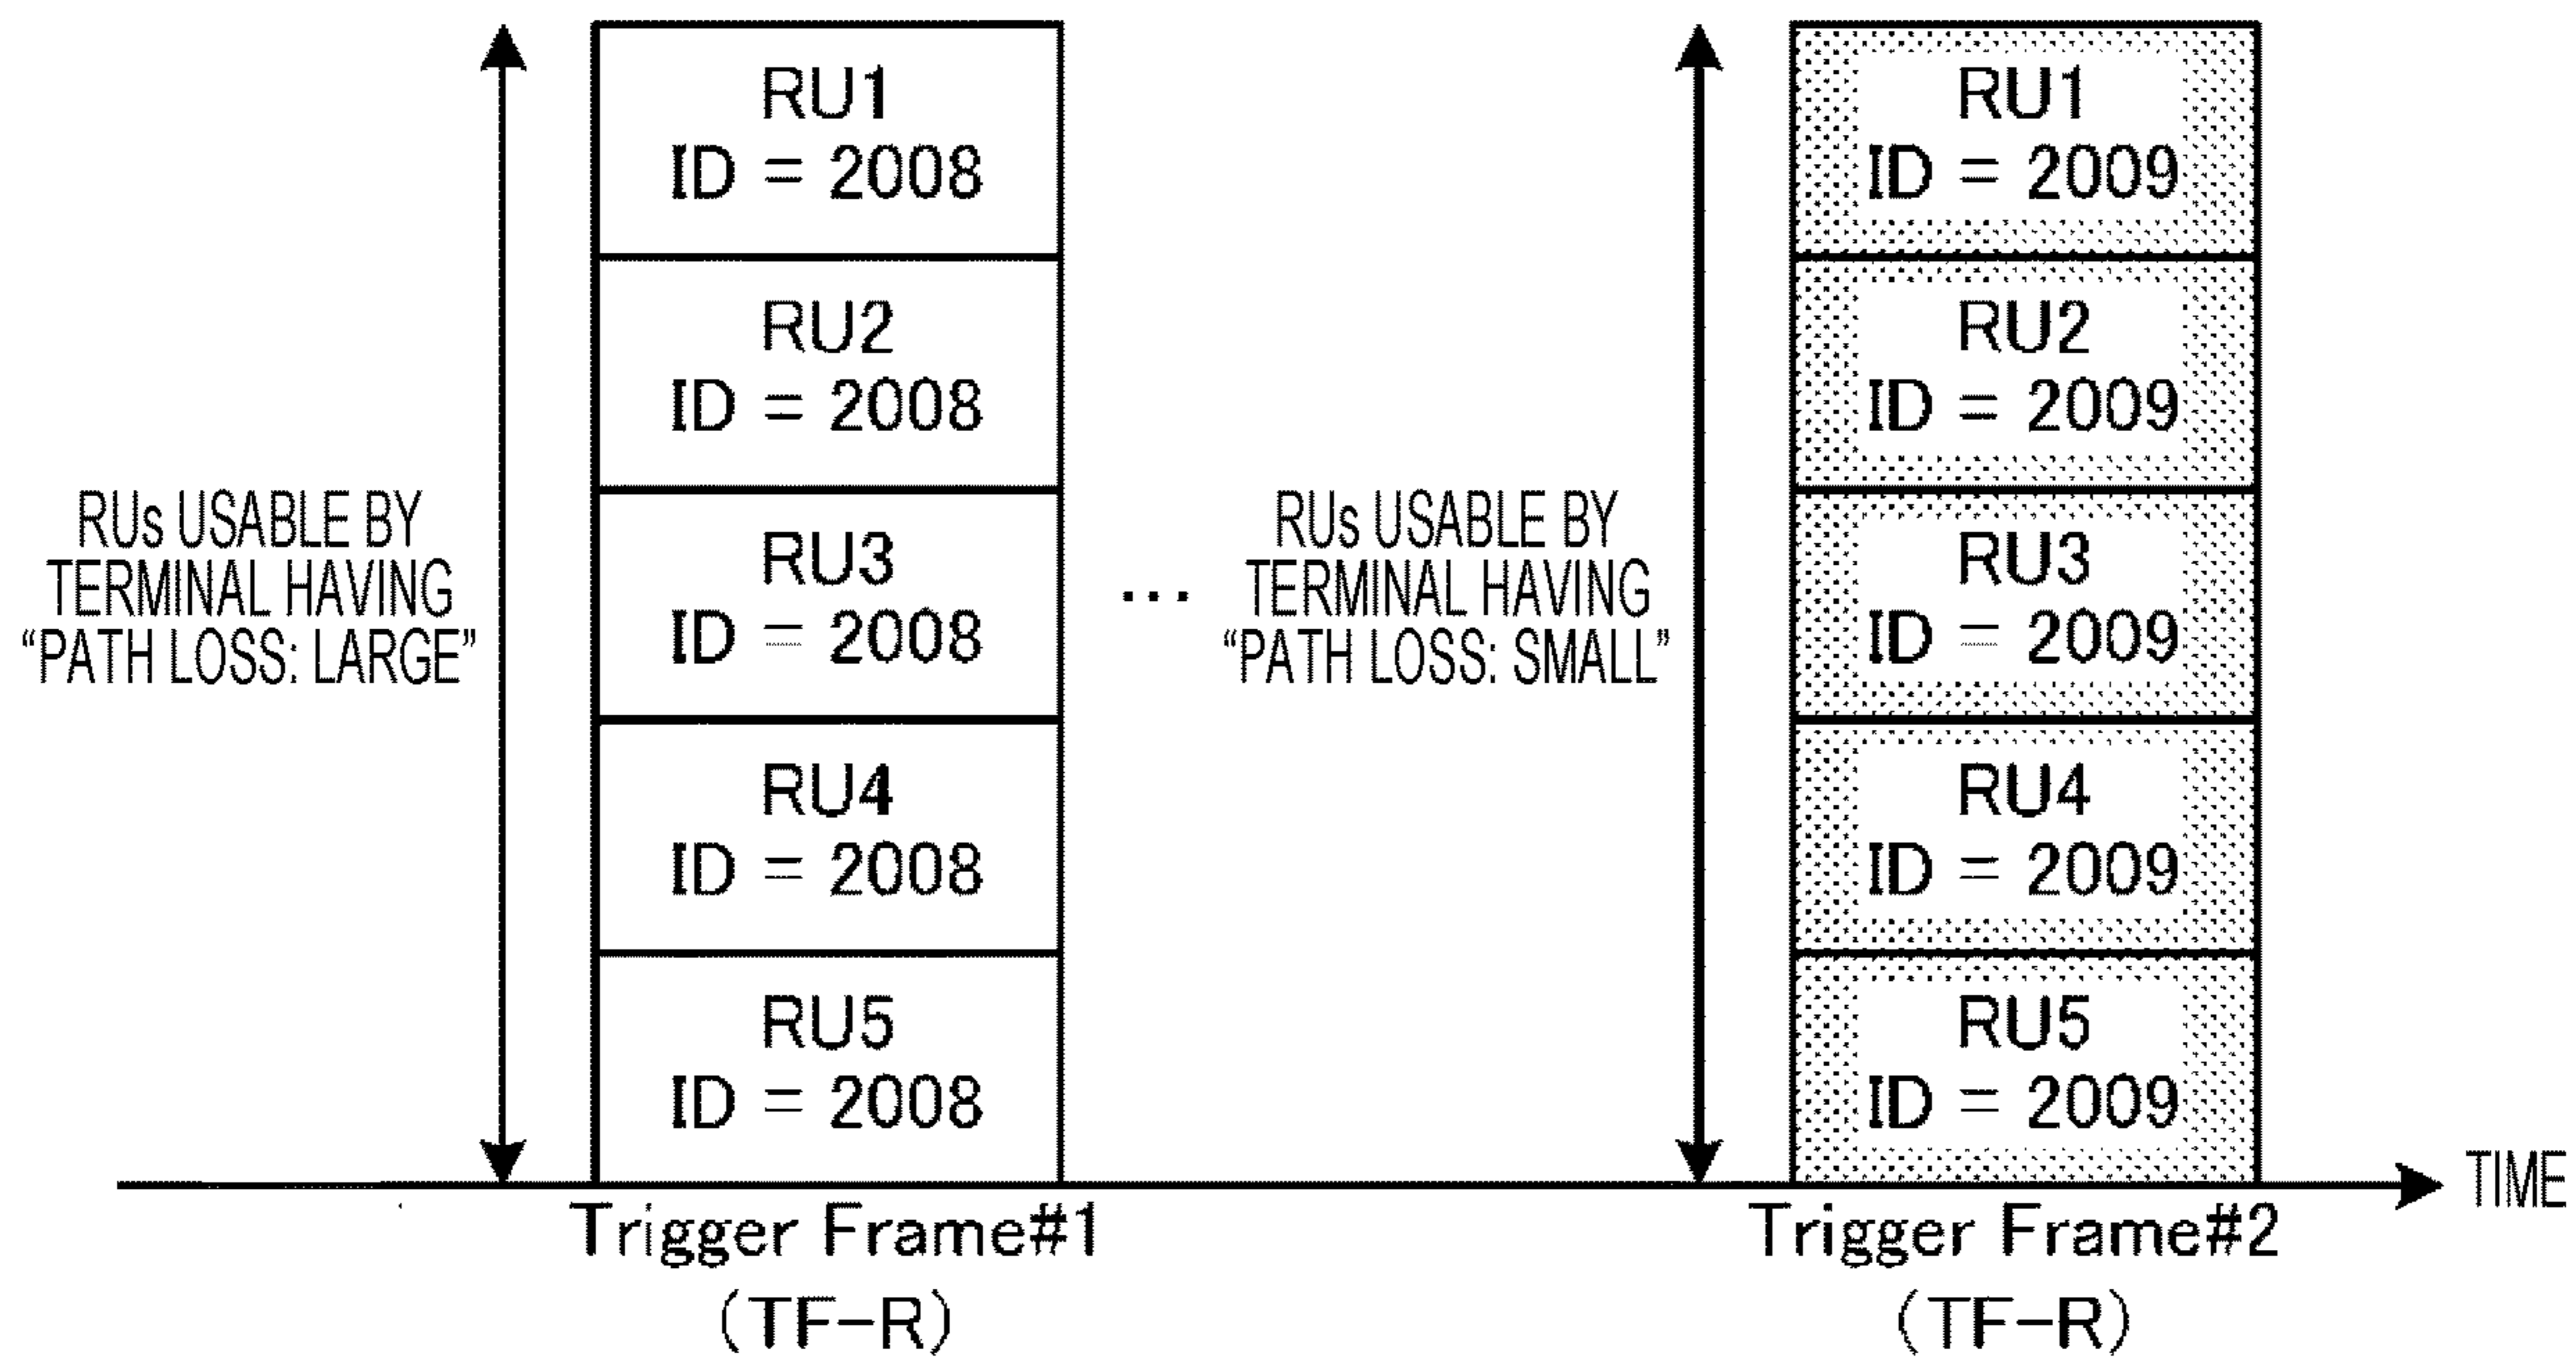 RUs USABLE BY
TERMINAL HAVING
“PATH LOSS: LARGE”
RU1
ID = 2008
RU2
ID = 2008
RU3
ID = 2008
RU4
ID = 2008
RU5
ID = 2008
Trigger Frame#1
(TF-R)
...
RUs USABLE BY
TERMINAL HAVING
“PATH LOSS: SMALL”
RU1
ID = 2009
RU2
ID = 2009
RU3
ID = 2009
RU4
ID = 2009
RU5
ID = 2009
Trigger Frame#2
(TF-R)
TIME